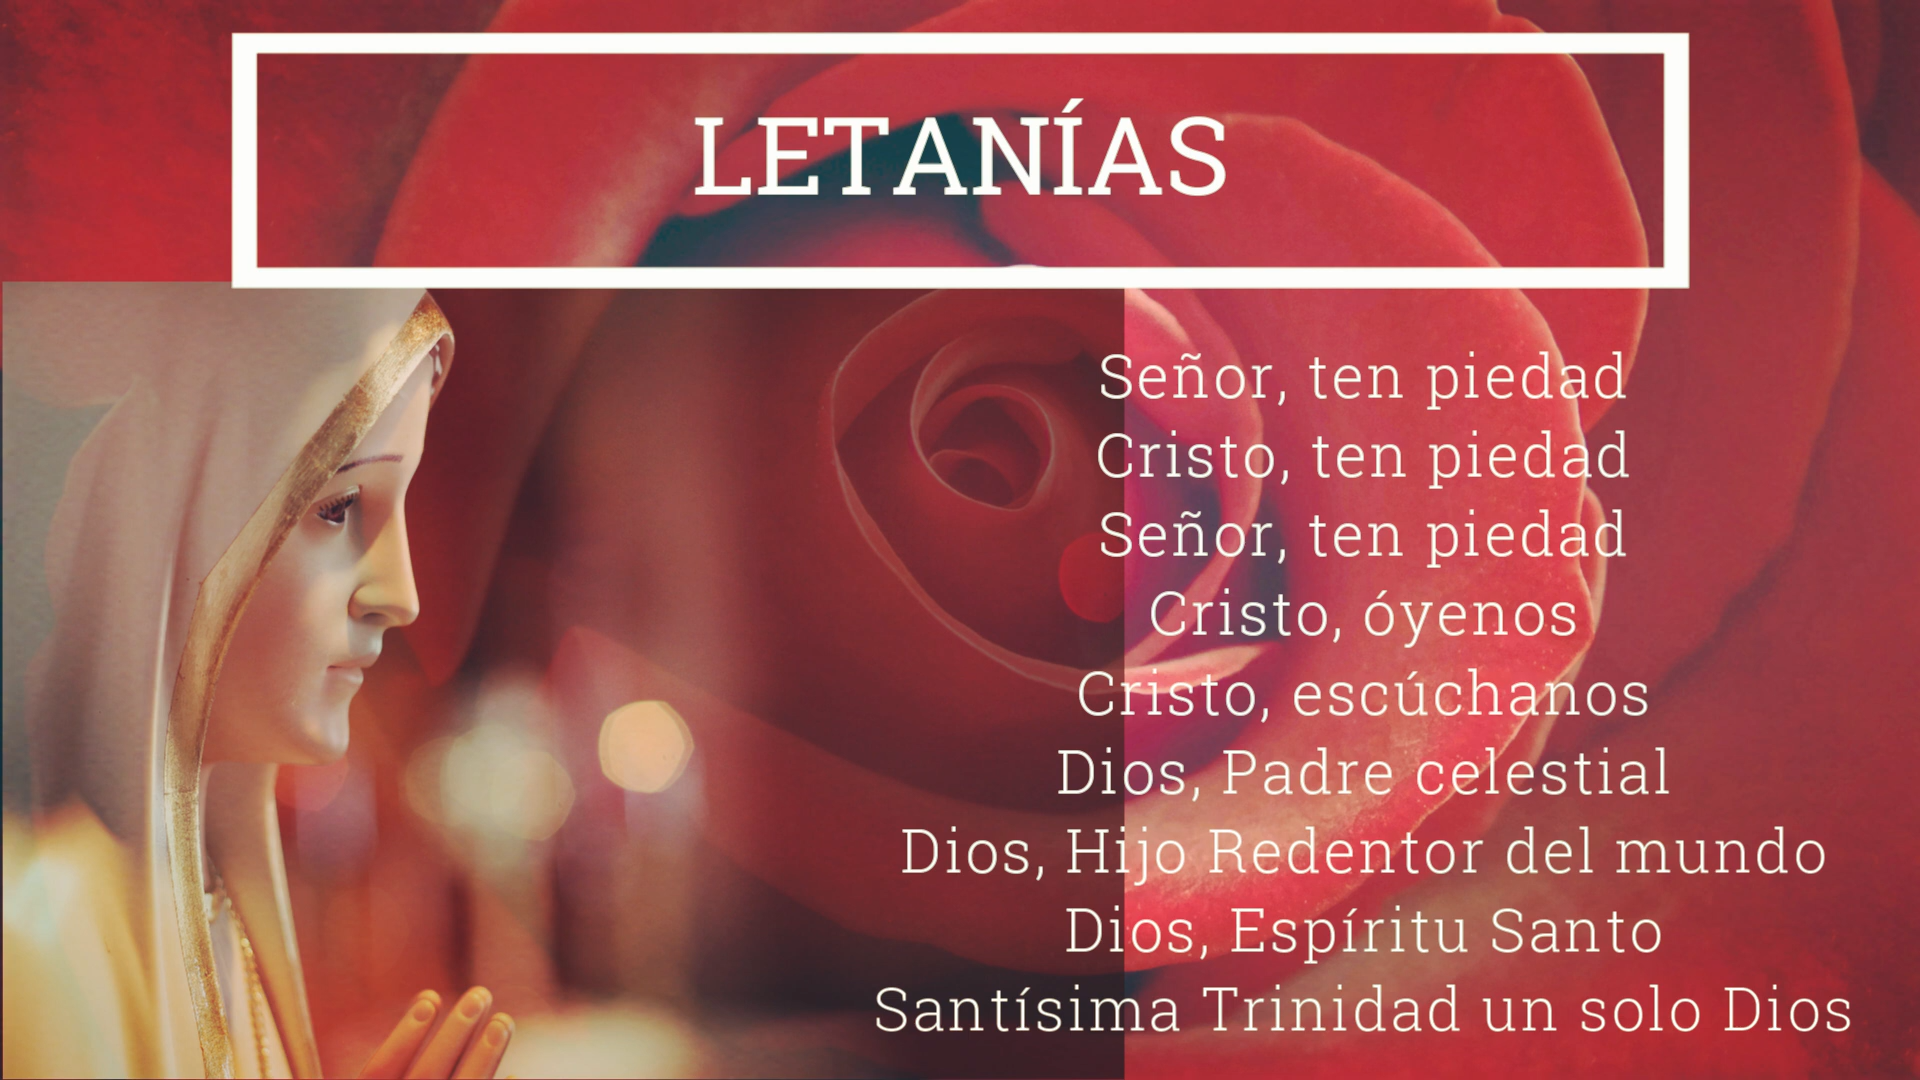 LETANÍAS
Señor, ten piedad
Cristo, ten piedad
Señor, ten piedad
Cristo, óyenos
Cristo, escúchanos
Dios, Padre celestial
Dios, Hijo Redentor del mundo
Dios, Espíritu Santo
Santísima Trinidad un solo Dios